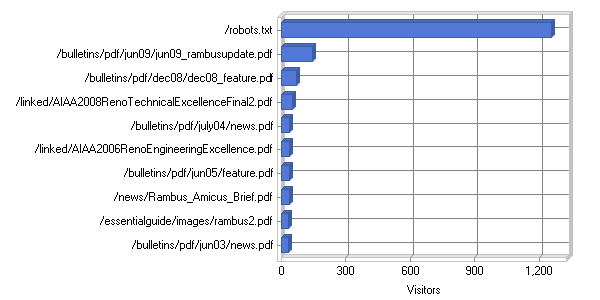 /robots.txt
/bulletins/pdf/jun09/jun09_rambusupdate.pdf
/bulletins/pdf/dec08/dec08_feature.pdf
/linked/AIAA2008RenoTechnicalExcellenceFinal2.pdf
/bulletins/pdf/july04/news.pdf
/linked/AIAA2006RenoEngineeringExcellence.pdf
/bulletins/pdf/jun05/feature.pdf
/news/Rambus_Amicus_Brief.pdf
/essentialguide/images/rambus2.pdf
/bulletins/pdf/jun03/news.pdf
0 300 600 900 1,200
Visitors